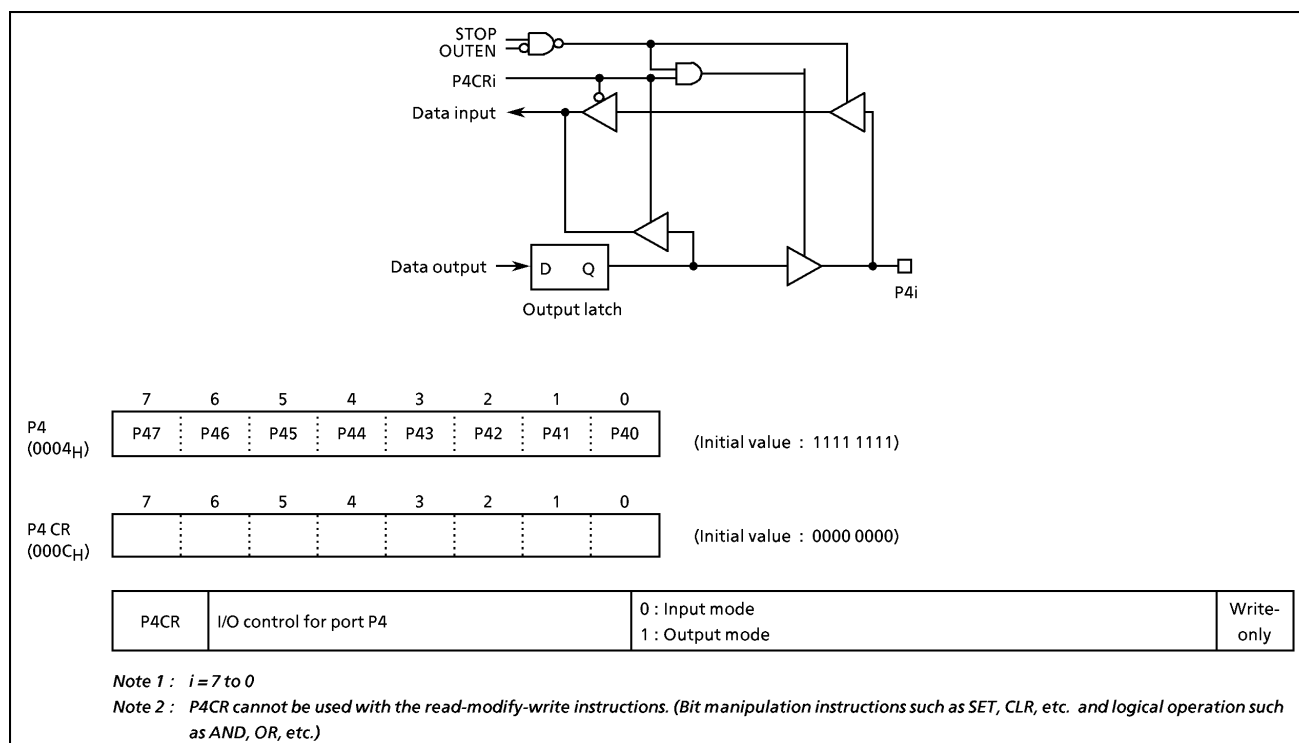 STOP
OUTEN
P4CRi
Data input
Data output
D Q
P4i
Output latch
7 6 5 4 3 2 1 0
P4
(0004H)
P47 P46 P45 P44 P43 P42 P41 P40
(Initial value : 1111 1111)
7 6 5 4 3 2 1 0
P4 CR
(000CH)
(Initial value : 0000 0000)
P4CR
I/O control for port P4
0 : Input mode
1 : Output mode
Write-
only
Note 1 : i = 7 to 0
Note 2 : P4CR cannot be used with the read-modify-write instructions. (Bit manipulation instructions such as SET, CLR, etc. and logical operation such
as AND, OR, etc.)